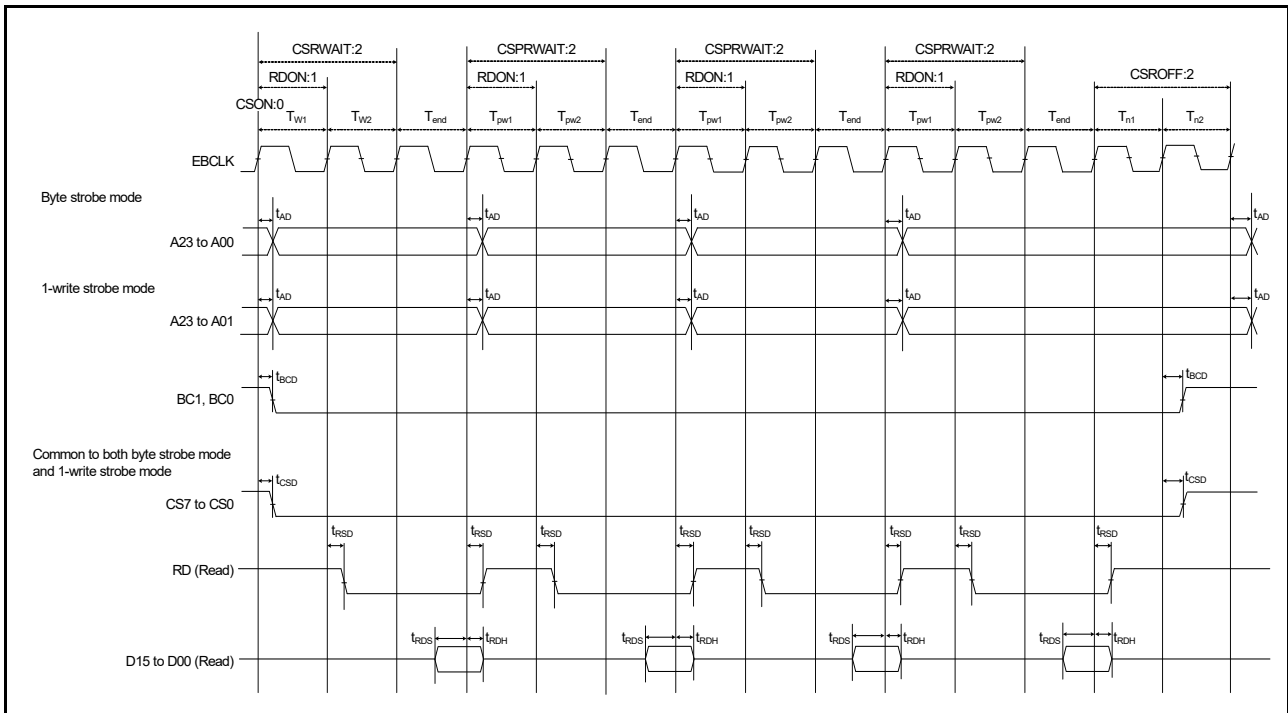 CSRWAIT:2 CSPRWAIT:2 CSPRWAIT:2 CSPRWAIT:2
RDON:1 RDON:1 RDON:1 RDON:1 CSROFF:2
CSON:0
TW1 TW2 Tend Tpw1 Tpw2 Tend Tpw1 Tpw2 Tend Tpw1 Tpw2 Tend Tn1 Tn2
EBCLK
Byte strobe mode
tAD tAD tAD tAD tAD
A23 to A00
1-write strobe mode
tAD tAD tAD tAD tAD
A23 to A01
tBCD tBCD
BC1, BC0
Common to both byte strobe mode
and 1-write strobe mode
tCSD tCSD
CS7 to CS0
tRSD tRSD tRSD tRSD tRSD tRSD tRSD tRSD
RD (Read)
tRDS tRDH tRDS tRDH tRDS tRDH tRDS tRDH
D15 to D00 (Read)